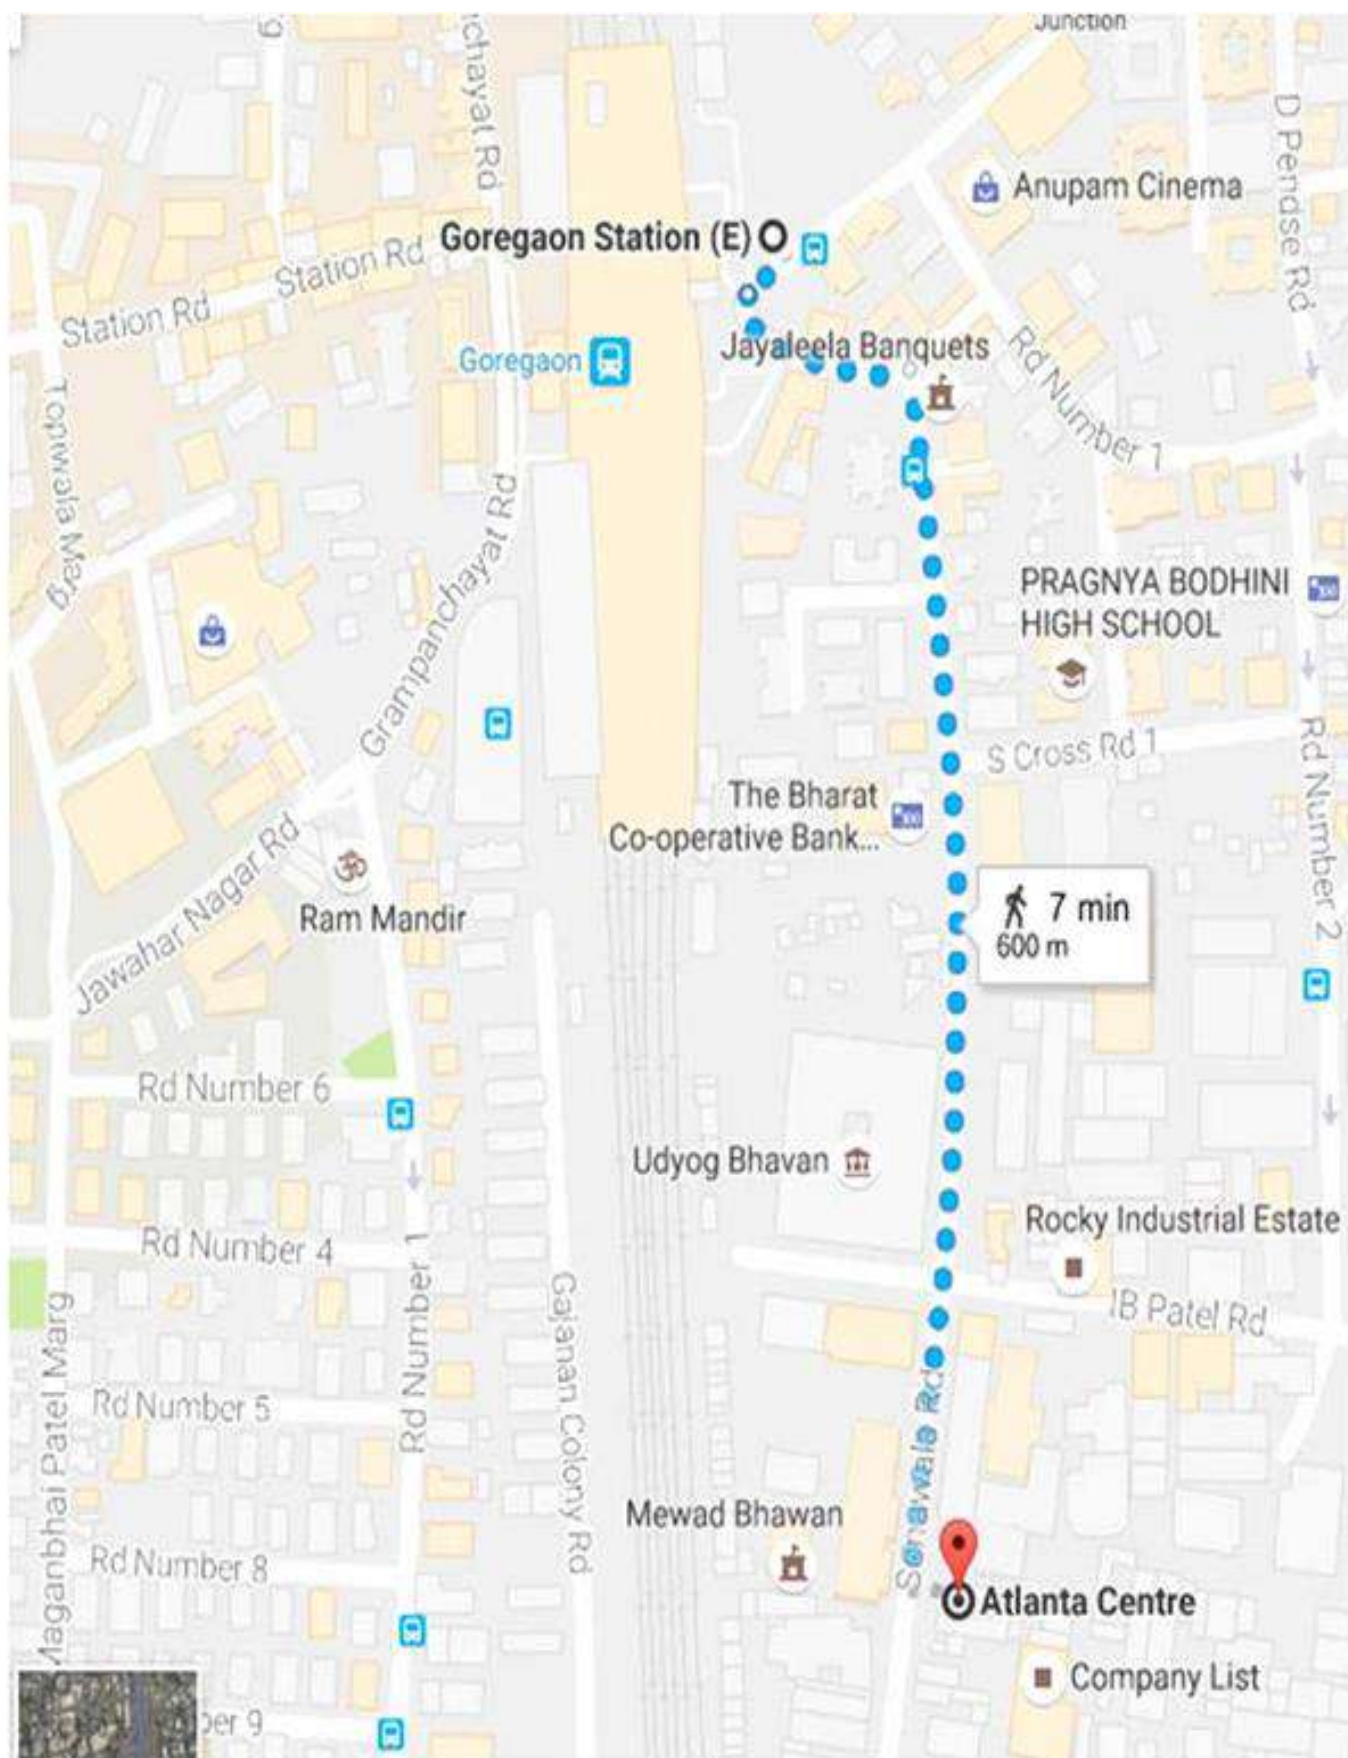 Junction
chayat Rd
D Pendse Rd
Anupam Cinema
Goregaon Station (E)
Station Rd
Station Rd
Goregaon
Jayaleela Banquets
Rd Number 1
Topiwala Marg
Grampanchayat Rd
PRAGNYA BODHINI
HIGH SCHOOL
S Cross Rd 1
Rd Number 2
The Bharat
Co-operative Bank...
Jawahar Nagar Rd
Ram Mandir
7 min
600 m
Rd Number 6
Udyog Bhavan
Rocky Industrial Estate
Rd Number 4
Rd Number 1
Gajanan Colony Rd
IB Patel Rd
Maganbhai Patel Marg
Rd Number 5
Sonawale Rd
Mewad Bhawan
Rd Number 8
Atlanta Centre
Company List
ber 9